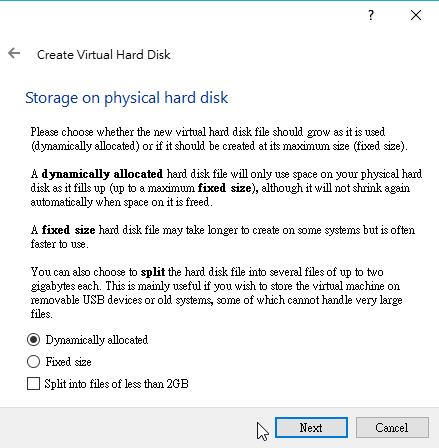 ?
Create Virtual Hard Disk
Storage on physical hard disk
Please choose whether the new virtual hard disk file should grow as it is used
(dynamically allocated) or if it should be created at its maximum size (fixed size).
A dynamically allocated hard disk file will only use space on your physical hard
disk as it fills up (up to a maximum fixed size), although it will not shrink again
automatically when space on it is freed.
A fixed size hard disk file may take longer to create on some systems but is often
faster to use.
You can also choose to split the hard disk file into several files of up to two
gigabytes each. This is mainly useful if you wish to store the virtual machine on
removable USB devices or old systems, some of which cannot handle very large
files.
Dynamically allocated
Fixed size
Split into files of less than 2GB
Next
Cancel